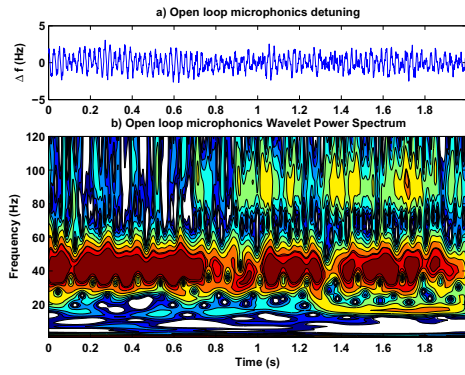 a) Open loop microphonics detuning
Δ f (Hz)
5
0
−5
0 0.2 0.4 0.6 0.8 1 1.2 1.4 1.6 1.8
b) Open loop microphonics Wavelet Power Spectrum
Frequency (Hz)
120
100
80
60
40
20
0 0.2 0.4 0.6 0.8 1 1.2 1.4 1.6 1.8
Time (s)